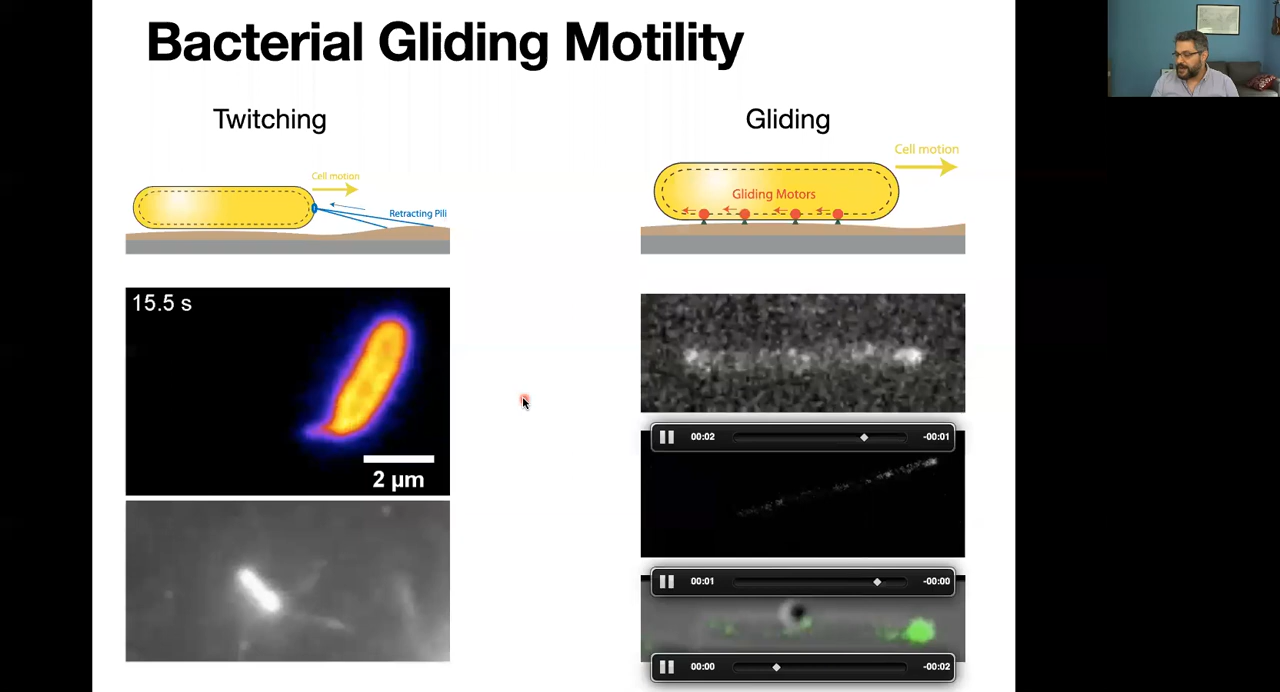 Bacterial Gliding Motility
Twitching
Cell motion
Retracting Pili
15.5 s
2 µm
Gliding
Cell motion
Gliding Motors
00:02
-00:01
00:01
-00:00
00:00
-00:02